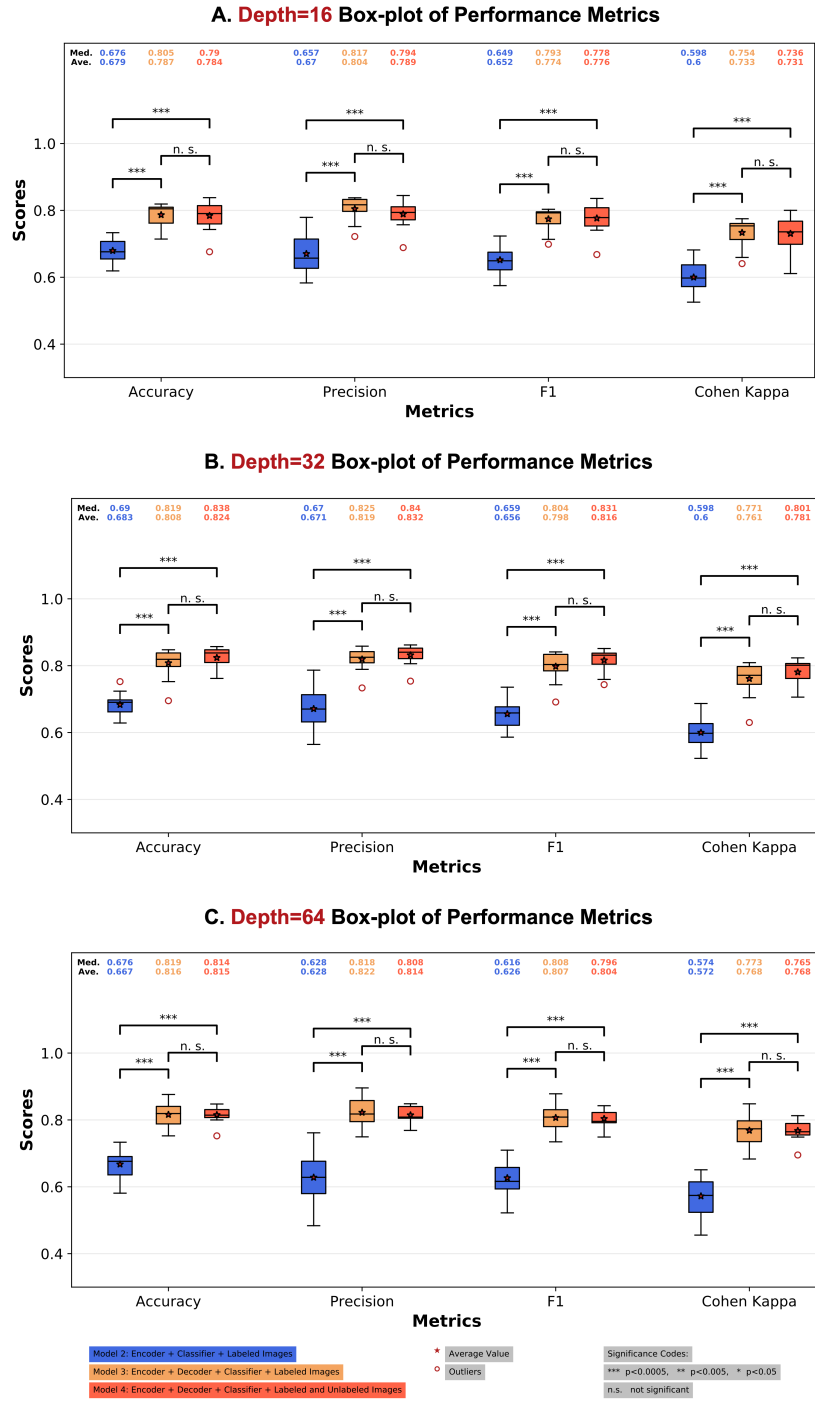 A. Depth=16 Box-plot of Performance Metrics
Med. 0.676 0.805 0.79 0.657 0.817 0.794 0.649 0.793 0.778 0.598 0.754 0.736
Ave. 0.679 0.787 0.784 0.67 0.804 0.789 0.652 0.774 0.776 0.6 0.733 0.731
*** *** *** ***
n. s. n. s. n. s. n. s.
*** *** *** ***
1.0
0.8
0.6
0.4
Scores
Accuracy Precision F1 Cohen Kappa
Metrics
B. Depth=32 Box-plot of Performance Metrics
Med. 0.69 0.819 0.838 0.67 0.825 0.84 0.659 0.804 0.831 0.598 0.771 0.801
Ave. 0.683 0.808 0.824 0.671 0.819 0.832 0.656 0.798 0.816 0.6 0.761 0.781
*** *** *** ***
n. s. n. s. n. s. n. s.
*** *** *** ***
1.0
0.8
0.6
0.4
Scores
Accuracy Precision F1 Cohen Kappa
Metrics
C. Depth=64 Box-plot of Performance Metrics
Med. 0.676 0.819 0.814 0.628 0.818 0.808 0.616 0.808 0.796 0.574 0.773 0.765
Ave. 0.667 0.816 0.815 0.628 0.822 0.814 0.626 0.807 0.804 0.572 0.768 0.768
*** *** *** ***
n. s. n. s. n. s. n. s.
*** *** *** ***
1.0
0.8
0.6
0.4
Scores
Accuracy Precision F1 Cohen Kappa
Metrics
Model 2: Encoder + Classifier + Labeled Images
Model 3: Encoder + Decoder + Classifier + Labeled Images
Model 4: Encoder + Decoder + Classifier + Labeled and Unlabeled Images
Average Value
Outliers
Significance Codes:
*** p<0.0005, ** p<0.005, * p<0.05
n.s. not significant